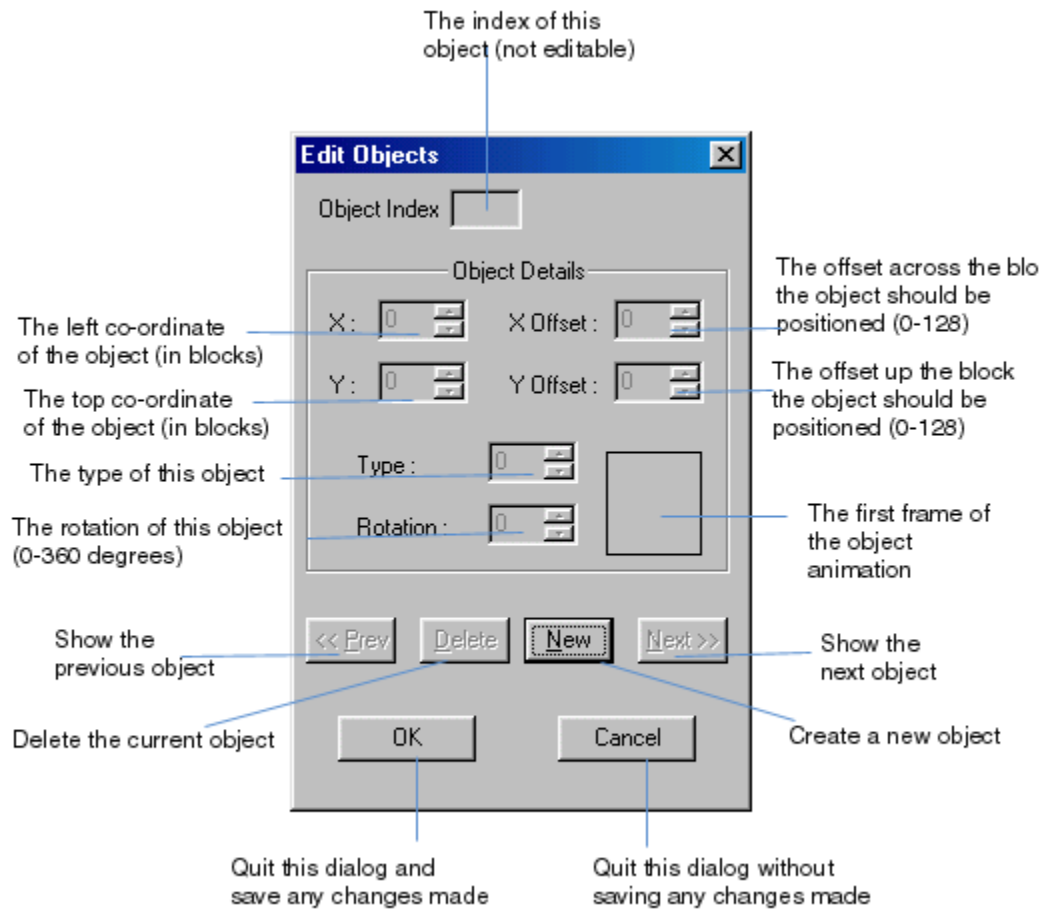 The index of this
object (not editable)
Edit Objects
Object Index
Object Details
X :
0
X Offset :
0
The left co-ordinate
of the object (in blocks)
The offset across the blo
the object should be
positioned (0-128)
Y :
0
Y Offset :
0
The top co-ordinate
of the object (in blocks)
The offset up the block
the object should be
positioned (0-128)
Type :
0
The type of this object
Rotation :
0
The rotation of this object
(0-360 degrees)
The first frame of
the object
animation
<< Prev
Delete
New
Next >>
Show the
previous object
Show the
next object
Delete the current object
OK
Cancel
Create a new object
Quit this dialog and
save any changes made
Quit this dialog without
saving any changes made